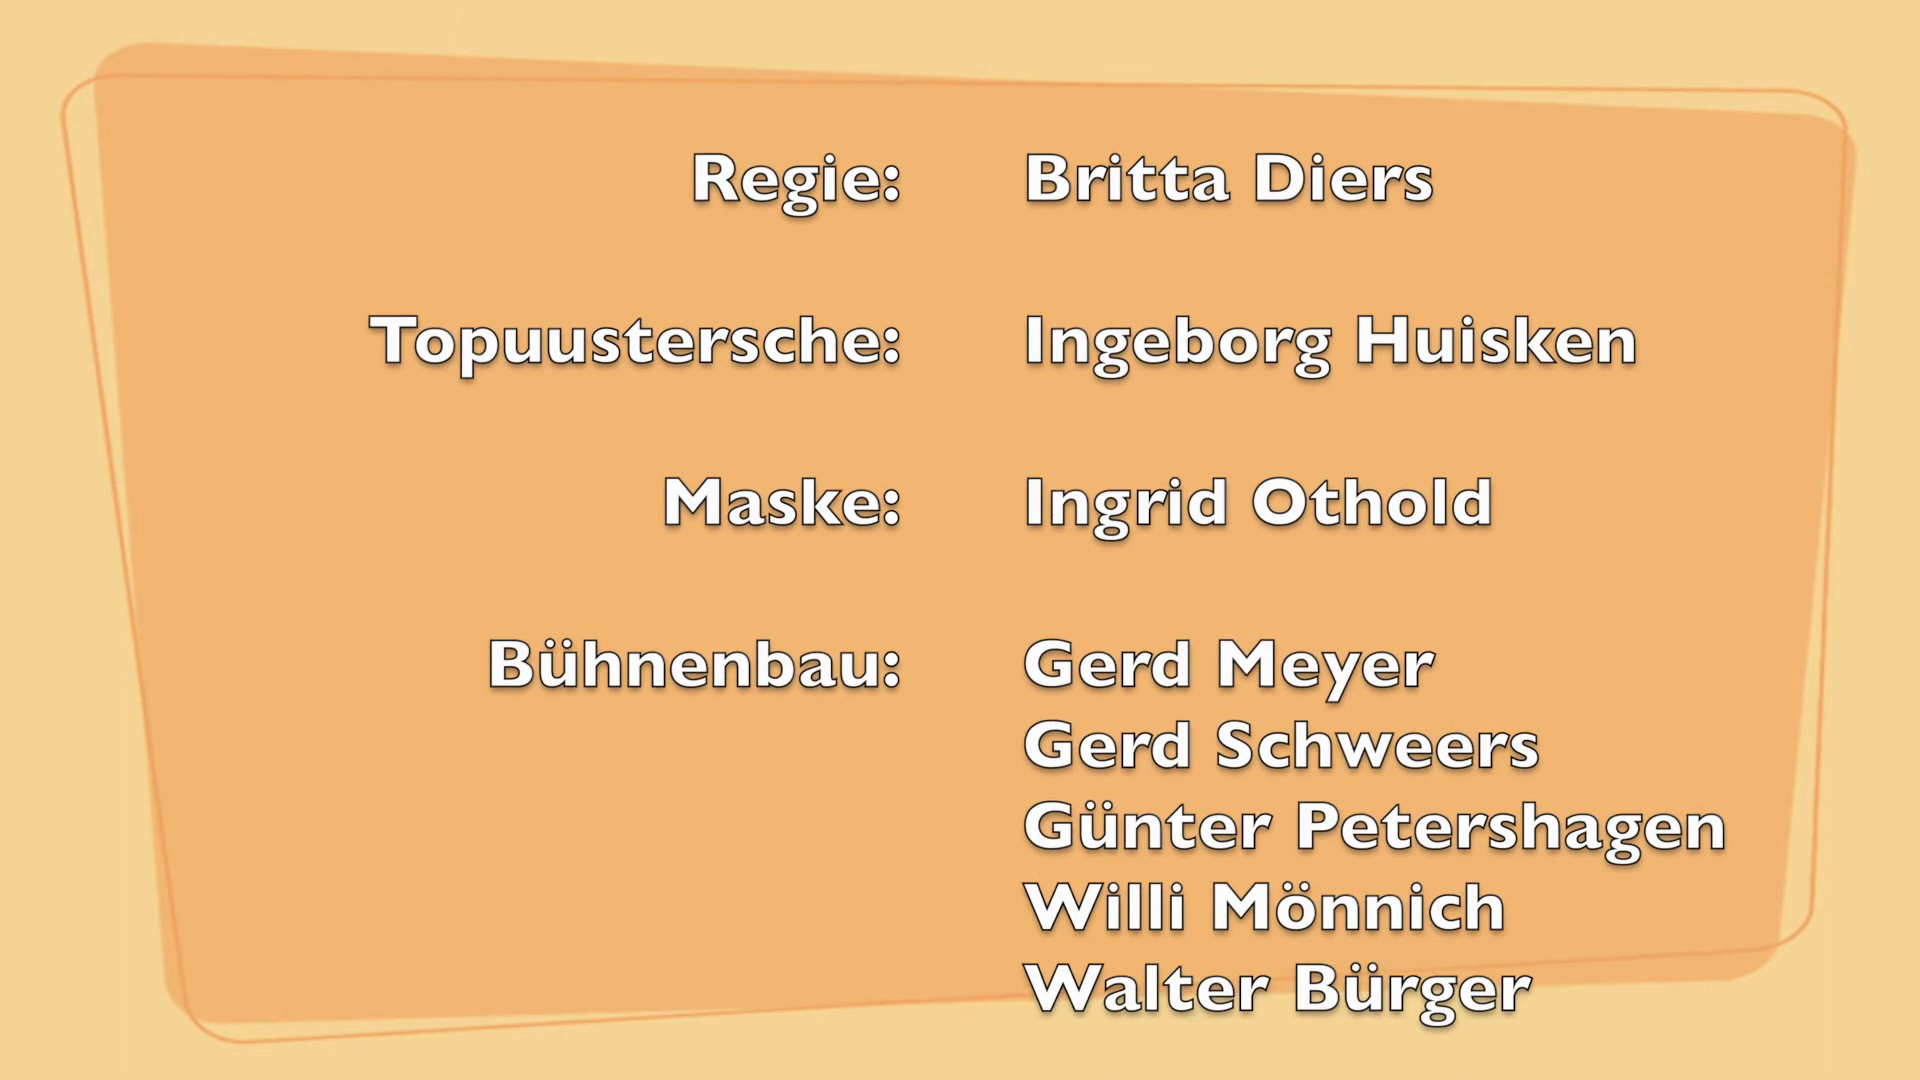 Regie: Britta Diers
Topuustersche: Ingeborg Huisken
Maske: Ingrid Othold
Bühnenbau: Gerd Meyer
Gerd Schweers
Günter Petershagen
Willi Mönnich
Walter Bürger